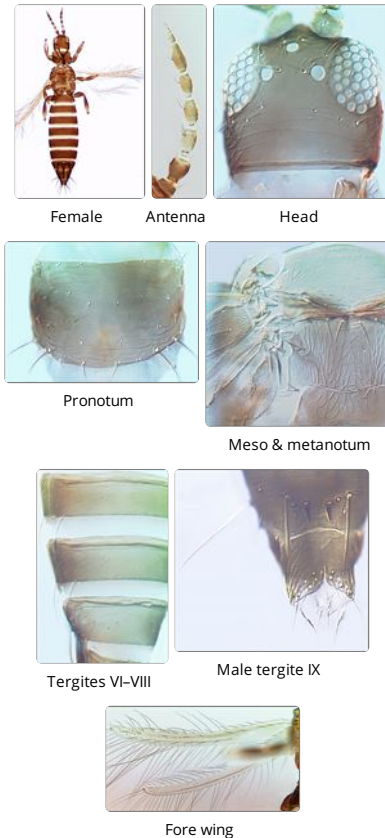 Female
Antenna
Head
Pronotum
Meso & metanotum
Tergites VI–VIII
Male tergite IX
Fore wing